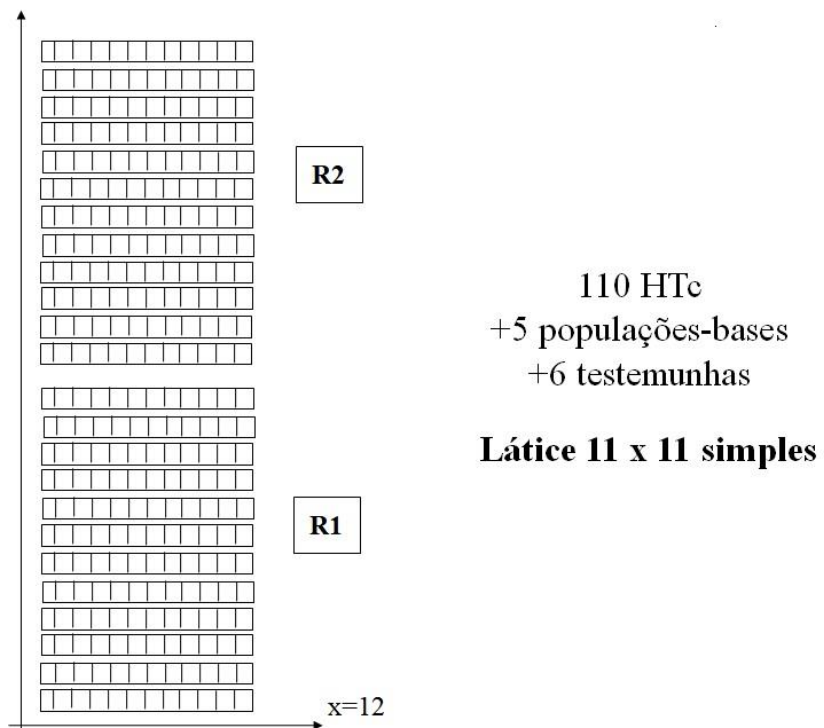 R2
110 HTc
+5 populações-bases
+6 testemunhas
Látice 11 x 11 simples
R1
x=12